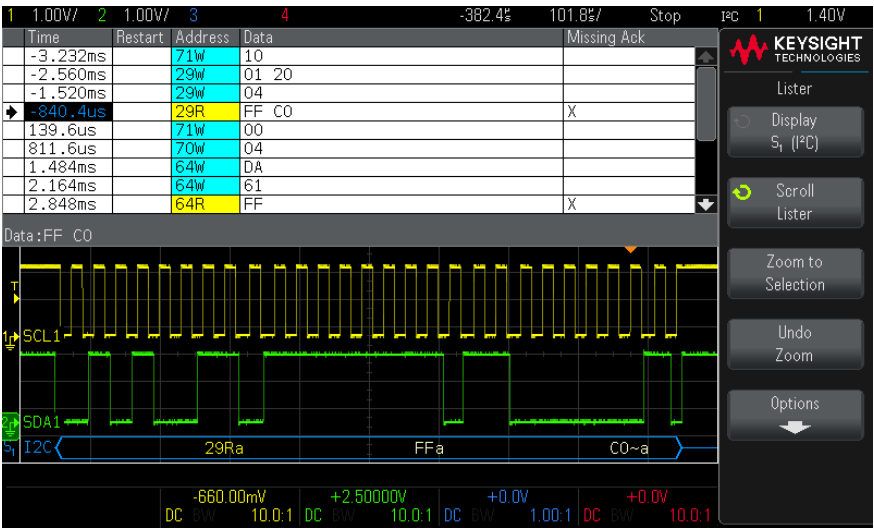 1 1.00V/ 2 1.00V/ 3 4 -382.4us 101.8us/ Stop I²C 1 1.40V
Time Restart Address Data Missing Ack
-3.232ms 71W 10
-2.560ms 29W 01 20
-1.520ms 29W 04
-840.4us 29R FF C0 X
139.6us 71W 00
811.6us 70W 04
1.484ms 64W DA
2.164ms 64W 61
2.848ms 64R FF X
Data:FF C0
KEYSIGHT
TECHNOLOGIES
Lister
Display
S₁ (I²C)
Scroll
Lister
Zoom to
Selection
Undo
Zoom
Options
T
1 SCL1
2 SDA1
S₁ I2C 29Ra FFa C0~a
-660.00mV +2.50000V +0.0V +0.0V
DC BW 10.0:1 DC BW 10.0:1 DC BW 1.00:1 DC BW 10.0:1